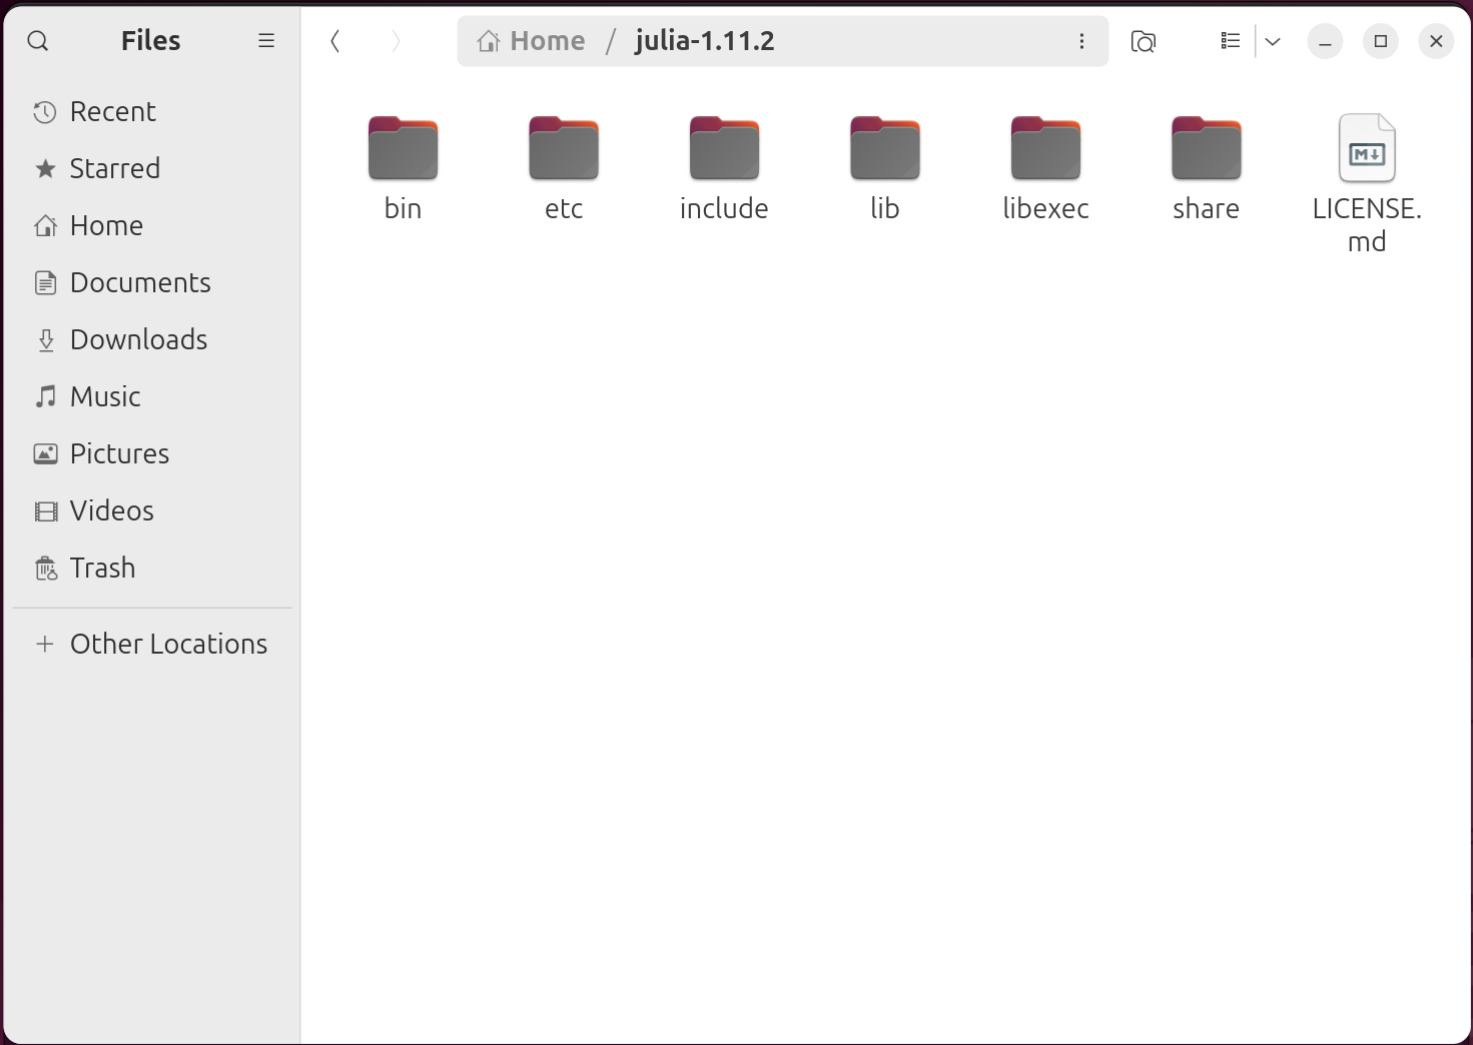 Files
Home / julia-1.11.2
Recent
Starred
Home
Documents
Downloads
Music
Pictures
Videos
Trash
Other Locations
bin
etc
include
lib
libexec
share
LICENSE.
md
M